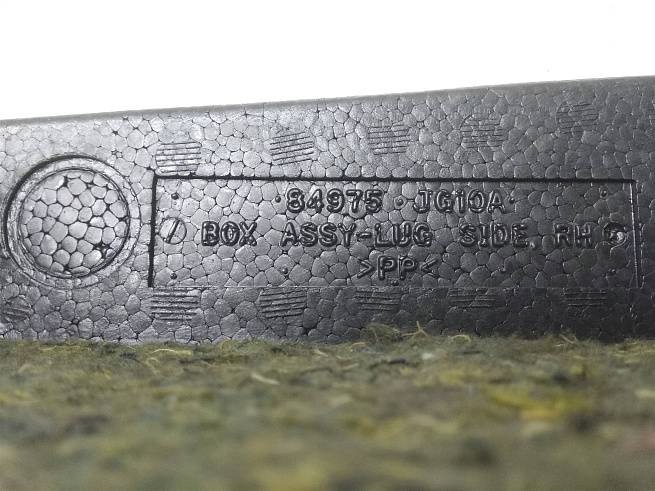 84975 JG10A
BOX ASSY-LUG SIDE, RH
>PP<